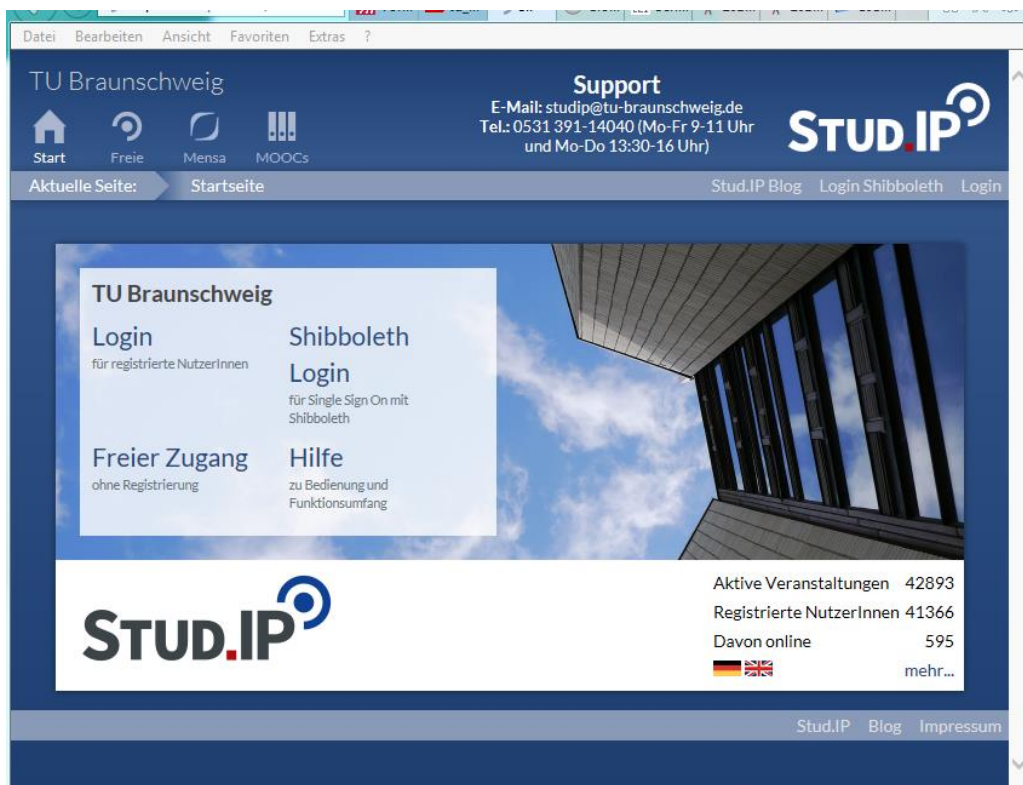 Datei Bearbeiten Ansicht Favoriten Extras ?
TU Braunschweig
Start Freie Mensa MOOCs
Support
E-Mail: studip@tu-braunschweig.de
Tel.: 0531 391-14040 (Mo-Fr 9-11 Uhr
und Mo-Do 13:30-16 Uhr)
STUD.IP
Aktuelle Seite: Startseite
Stud.IP Blog Login Shibboleth Login
TU Braunschweig
Login
für registrierte NutzerInnen
Shibboleth
Login
für Single Sign On mit
Shibboleth
Freier Zugang
ohne Registrierung
Hilfe
zu Bedienung und
Funktionsumfang
STUD.IP
Aktive Veranstaltungen 42893
Registrierte NutzerInnen 41366
Davon online 595
mehr...
Stud.IP Blog Impressum